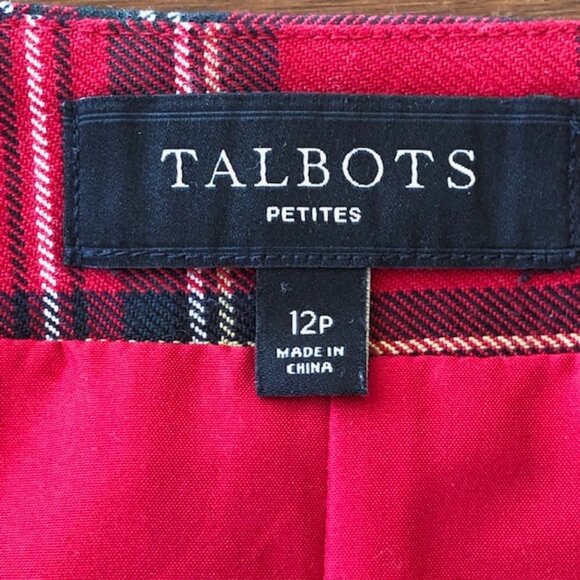 TALBOTS
PETITES
12P
MADE IN
CHINA